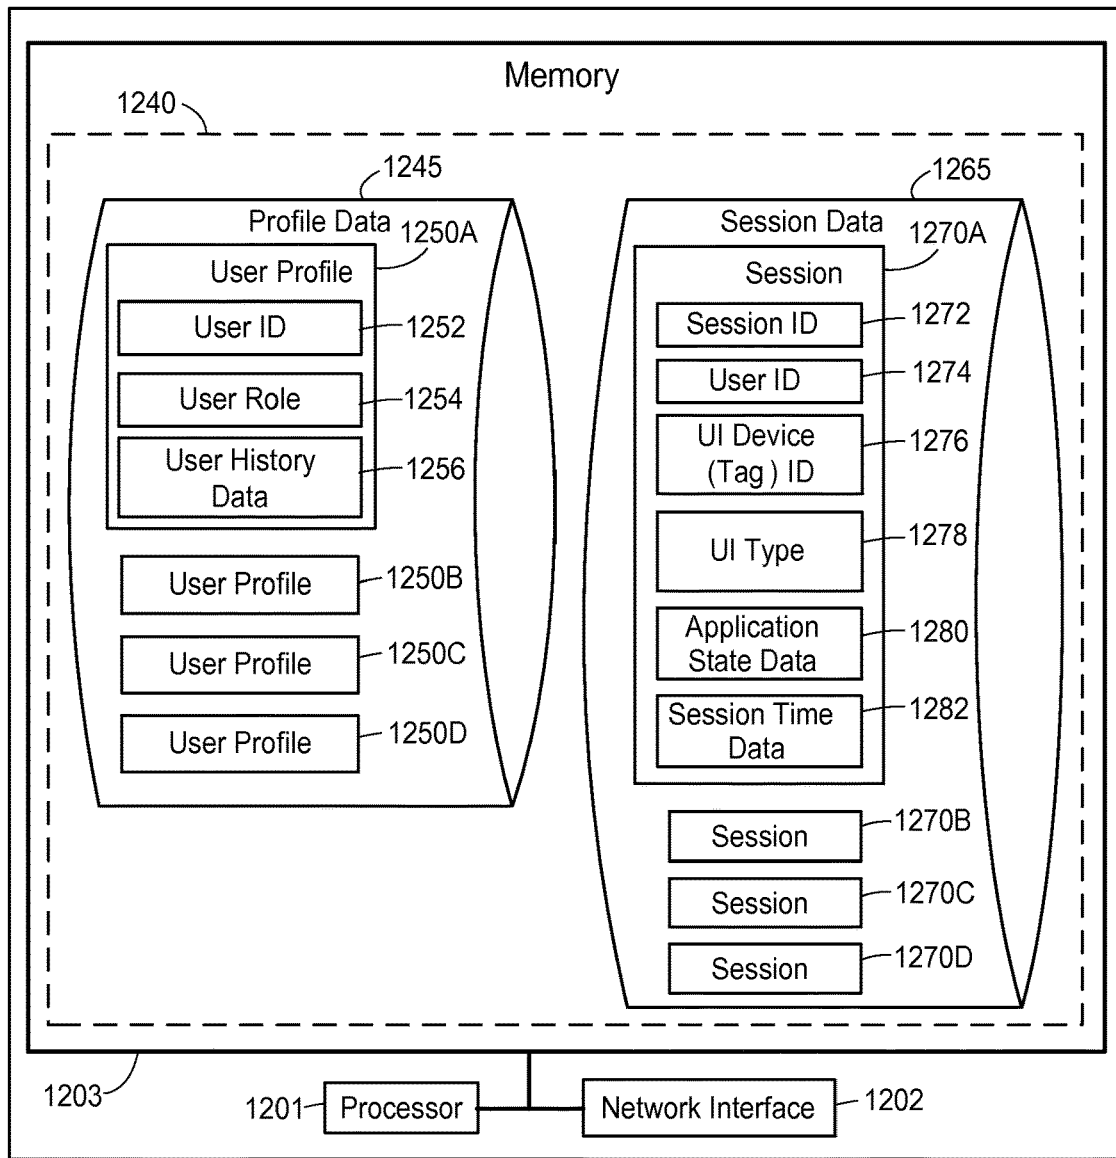 Memory
1240
1245
Profile Data
1250A
User Profile
User ID
1252
User Role
1254
User History
Data
1256
User Profile
1250B
User Profile
1250C
User Profile
1250D
1265
Session Data
1270A
Session
Session ID
1272
User ID
1274
UI Device
(Tag) ID
1276
UI Type
1278
Application
State Data
1280
Session Time
Data
1282
Session
1270B
Session
1270C
Session
1270D
1203
1201
Processor
Network Interface
1202